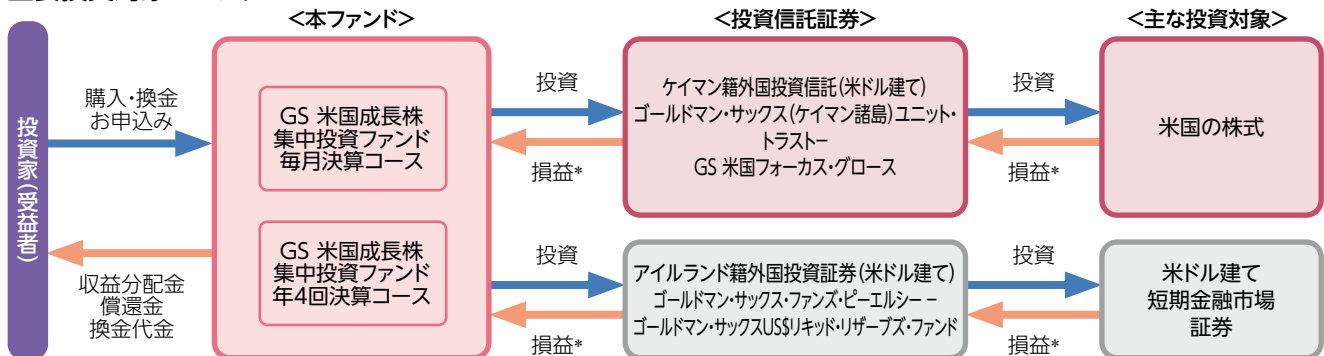 <本ファンド>
<投資信託証券>
<主な投資対象>
投資家(受益者)
購入・換金
お申込み
収益分配金
償還金
換金代金
GS 米国成長株
集中投資ファンド
毎月決算コース
GS 米国成長株
集中投資ファンド
年4回決算コース
投資
損益*
ケイマン籍外国投資信託(米ドル建て)
ゴールドマン・サックス(ケイマン諸島)ユニット・
トラストー
GS 米国フォーカス・グロース
投資
損益*
米国の株式
投資
損益*
アイルランド籍外国投資証券(米ドル建て)
ゴールドマン・サックス・ファンズ・ピーエルシー −
ゴールドマン・サックスUS$リキッド・リザーブズ・ファンド
投資
損益*
米ドル建て
短期金融市場
証券